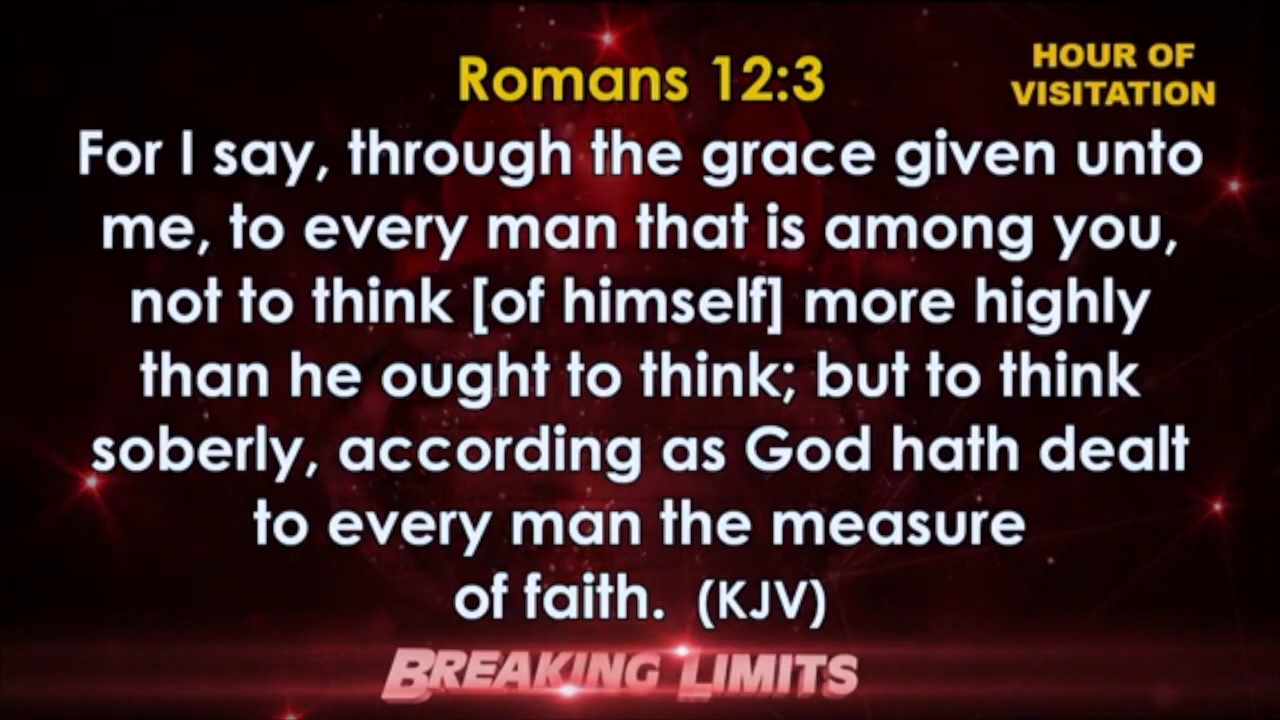 Romans 12:3
HOUR OF
VISITATION
For I say, through the grace given unto
me, to every man that is among you,
not to think [of himself] more highly
than he ought to think; but to think
soberly, according as God hath dealt
to every man the measure
of faith. (KJV)
BREAKING LIMITS